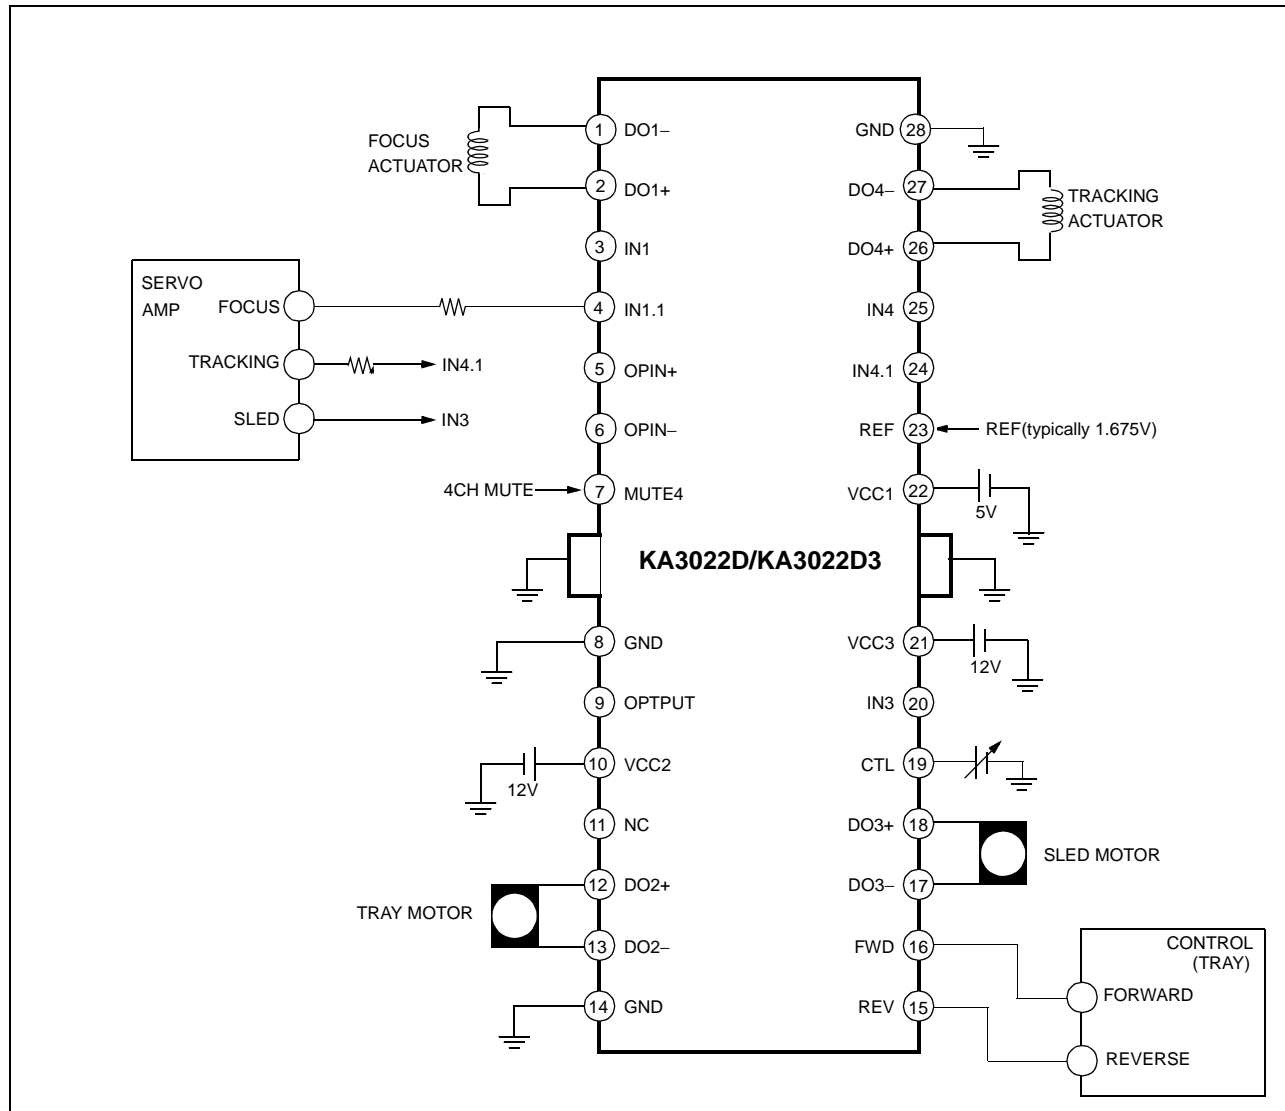 1 DO1−
GND 28
FOCUS
ACTUATOR
2 DO1+
DO4− 27
TRACKING
ACTUATOR
3 IN1
DO4+ 26
SERVO
AMP
FOCUS
4 IN1.1
IN4 25
TRACKING
IN4.1
5 OPIN+
IN4.1 24
SLED
IN3
6 OPIN−
REF 23
REF(typically 1.675V)
4CH MUTE
7 MUTE4
VCC1 22
5V
KA3022D/KA3022D3
8 GND
VCC3 21
12V
9 OPTPUT
IN3 20
10 VCC2
12V
CTL 19
11 NC
DO3+ 18
SLED MOTOR
12 DO2+
DO3− 17
TRAY MOTOR
13 DO2−
FWD 16
CONTROL
(TRAY)
FORWARD
14 GND
REV 15
REVERSE